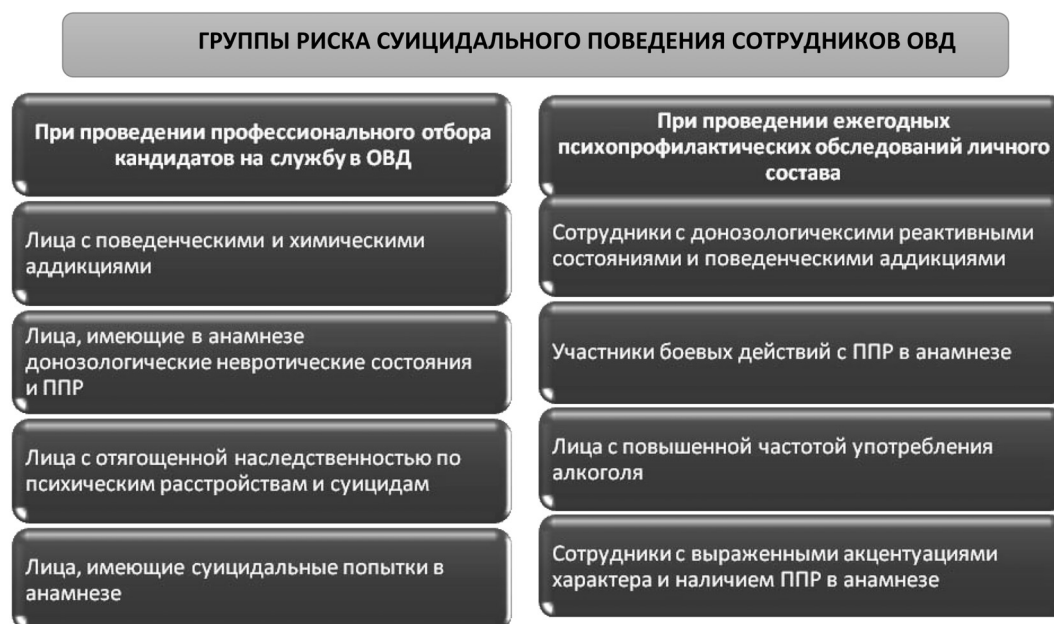 ГРУППЫ РИСКА СУИЦИДАЛЬНОГО ПОВЕДЕНИЯ СОТРУДНИКОВ ОВД
При проведении профессионального отбора
кандидатов на службу в ОВД
Лица с поведенческими и химическими
аддикциями
Лица, имеющие в анамнезе
донозологические невротические состояния
и ППР
Лица с отягощенной наследственностью по
психическим расстройствам и суицидам
Лица, имеющие суицидальные попытки в
анамнезе
При проведении ежегодных
психопрофилактических обследований личного
состава
Сотрудники с донозологичексими реактивными
состояниями и поведенческими аддикциями
Участники боевых действий с ППР в анамнезе
Лица с повышенной частотой употребления
алкоголя
Сотрудники с выраженными акцентуациями
характера и наличием ППР в анамнезе